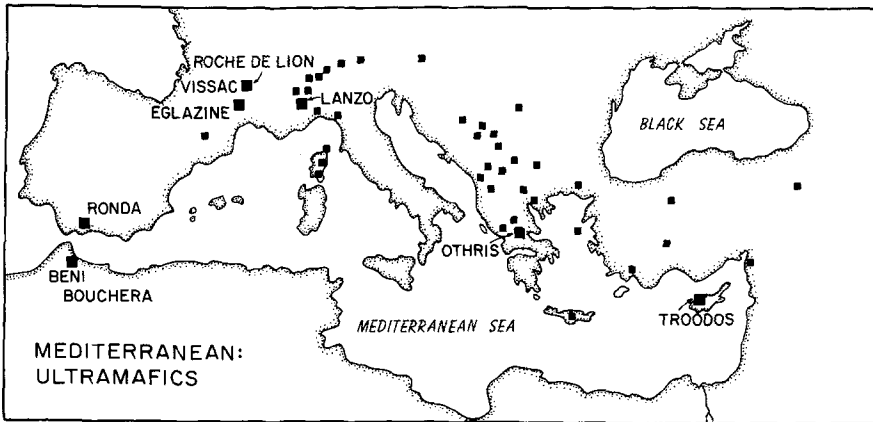 ROCHE DE LION
VISSAC
EGLAZINE
LANZO
BLACK SEA
RONDA
OTHRIS
BENI
BOUCHERA
TROODOS
MEDITERRANEAN SEA
MEDITERRANEAN:
ULTRAMAFICS